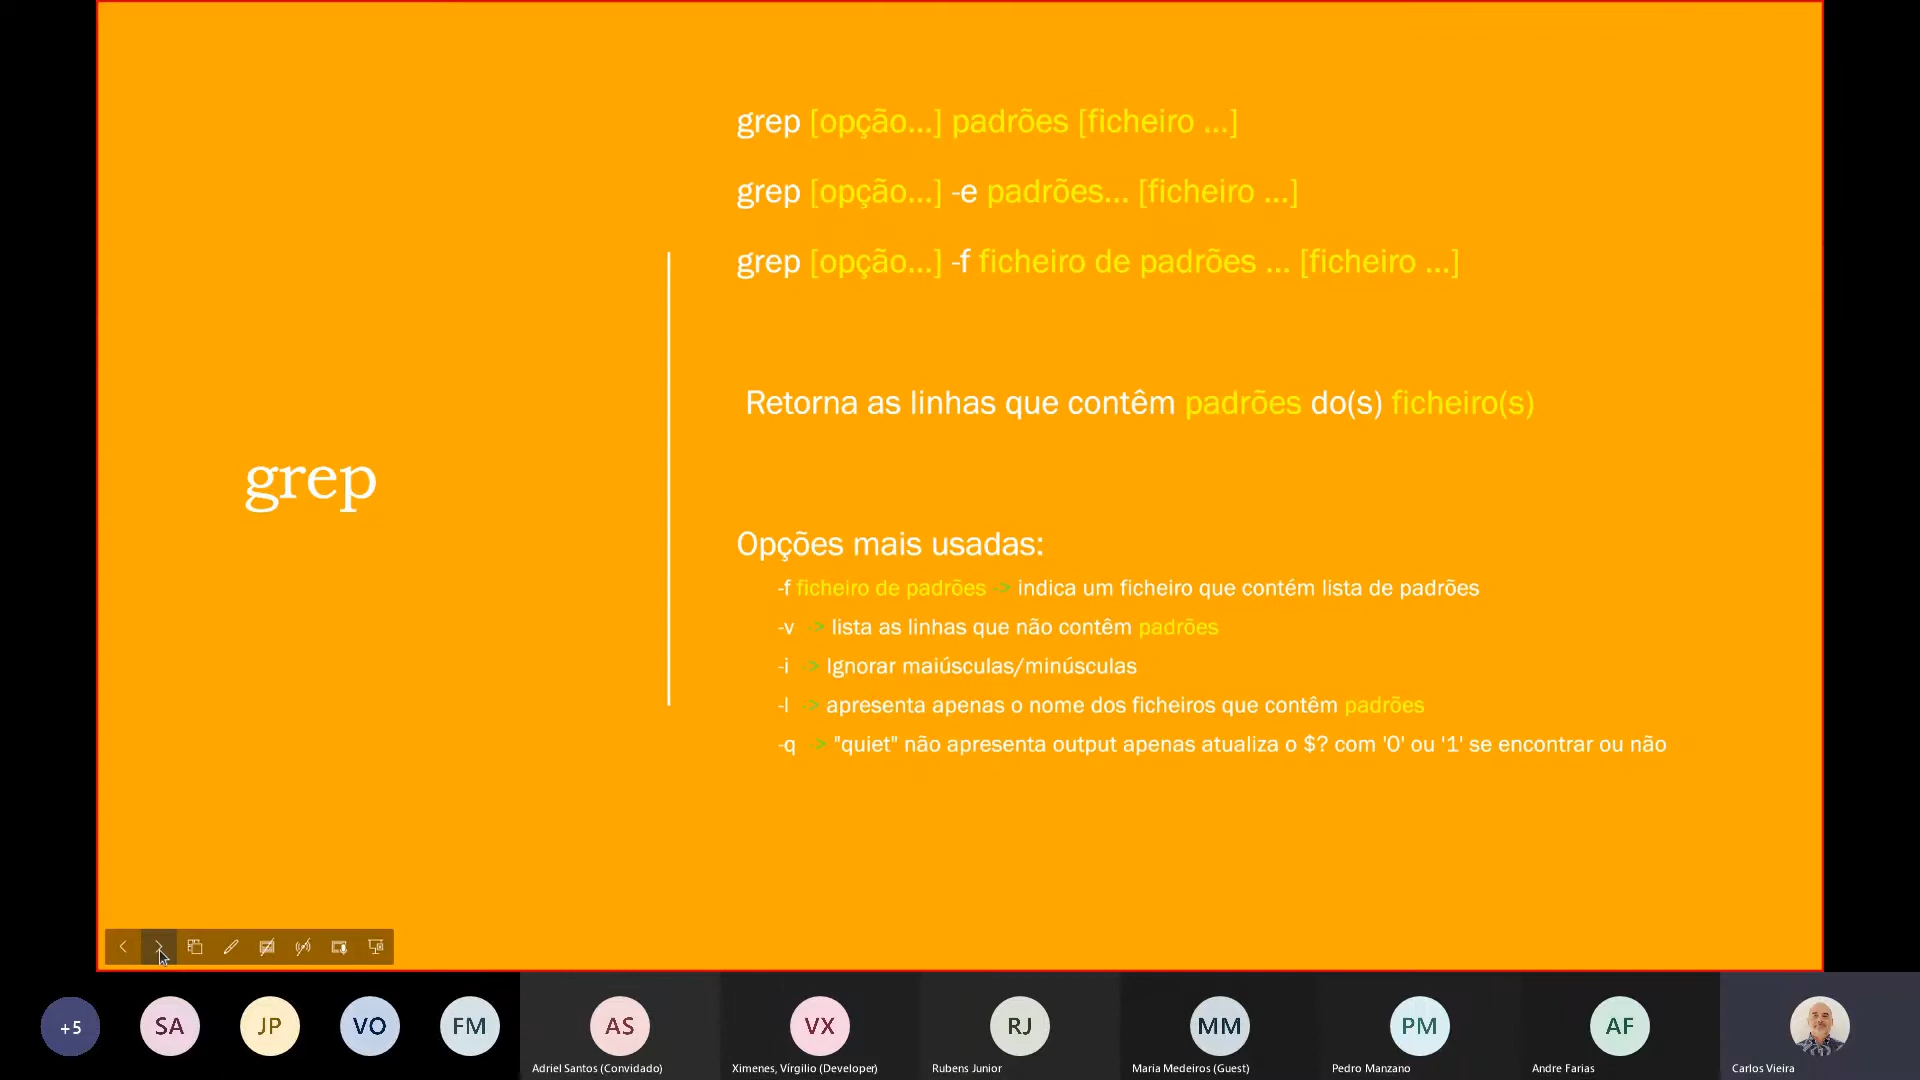 grep [opção...] padrões [ficheiro ...]
grep [opção...] -e padrões... [ficheiro ...]
grep [opção...] -f ficheiro de padrões ... [ficheiro ...]
Retorna as linhas que contêm padrões do(s) ficheiro(s)
grep
Opções mais usadas:
-f ficheiro de padrões -> indica um ficheiro que contém lista de padrões
-v -> lista as linhas que não contêm padrões
-i -> Ignorar maiúsculas/minúsculas
-l -> apresenta apenas o nome dos ficheiros que contêm padrões
-q -> "quiet" não apresenta output apenas atualiza o $? com '0' ou '1' se encontrar ou não
+5 SA JP VO FM AS VX RJ MM PM AF
Adriel Santos (Convidado) Ximenes, Vírgilio (Developer) Rubens Junior Maria Medeiros (Guest) Pedro Manzano Andre Farias Carlos Vieira